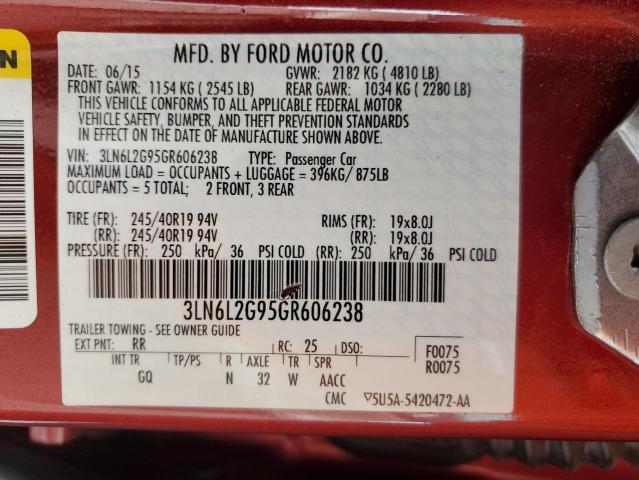 MFD. BY FORD MOTOR CO.
DATE: 06/15 GVWR: 2182 KG ( 4810 LB)
FRONT GAWR: 1154 KG ( 2545 LB) REAR GAWR: 1034 KG ( 2280 LB)
THIS VEHICLE CONFORMS TO ALL APPLICABLE FEDERAL MOTOR
VEHICLE SAFETY, BUMPER, AND THEFT PREVENTION STANDARDS
IN EFFECT ON THE DATE OF MANUFACTURE SHOWN ABOVE.
VIN: 3LN6L2G95GR606238 TYPE: Passenger Car
MAXIMUM LOAD = OCCUPANTS + LUGGAGE = 396KG/ 875LB
OCCUPANTS = 5 TOTAL; 2 FRONT, 3 REAR
TIRE (FR): 245/40R19 94V RIMS (FR): 19x8.0J
(RR): 245/40R19 94V (RR): 19x8.0J
PRESSURE (FR): 250 kPa/ 36 PSI COLD (RR): 250 kPa/ 36 PSI COLD
3LN6L2G95GR606238
TRAILER TOWING - SEE OWNER GUIDE
EXT PNT: RR RC: 25 DSO: F0075
R0075
INT TR TP/PS R AXLE TR SPR
GQ N 32 W AACC
CMC ▽5U5A-5420472-AA